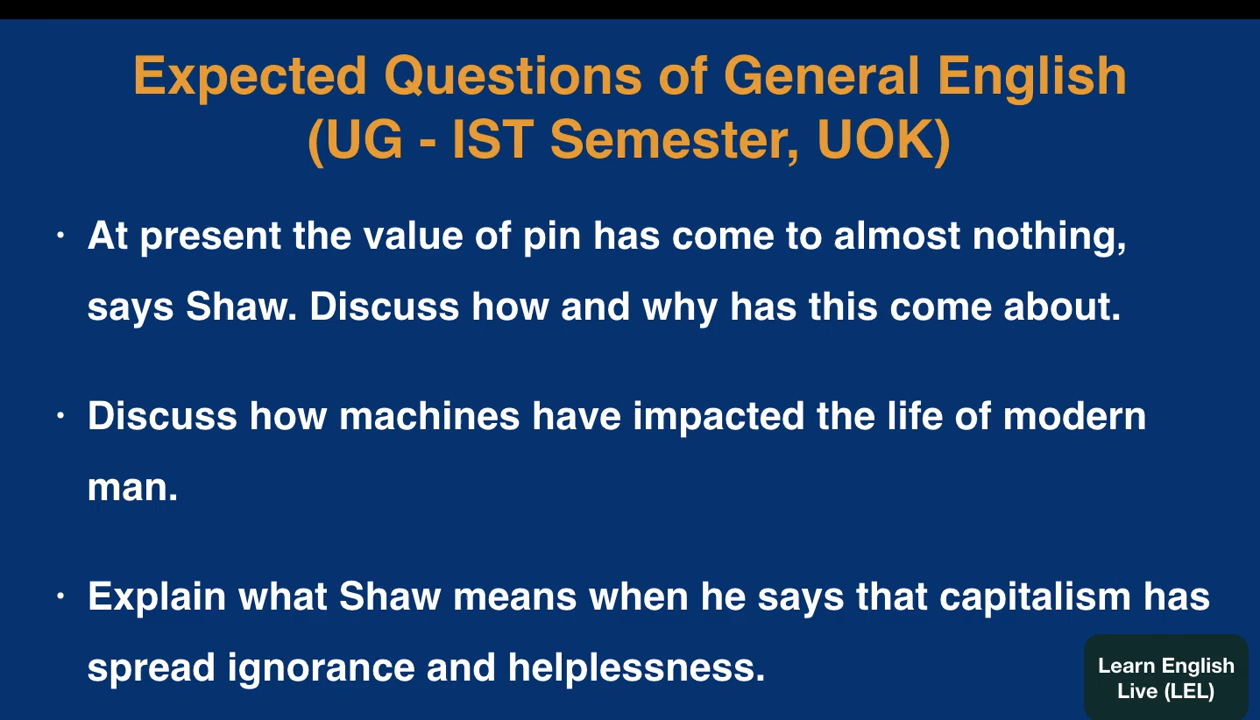 Expected Questions of General English
(UG - IST Semester, UOK)
· At present the value of pin has come to almost nothing,
says Shaw. Discuss how and why has this come about.
· Discuss how machines have impacted the life of modern
man.
· Explain what Shaw means when he says that capitalism has
spread ignorance and helplessness.
Learn English
Live (LEL)